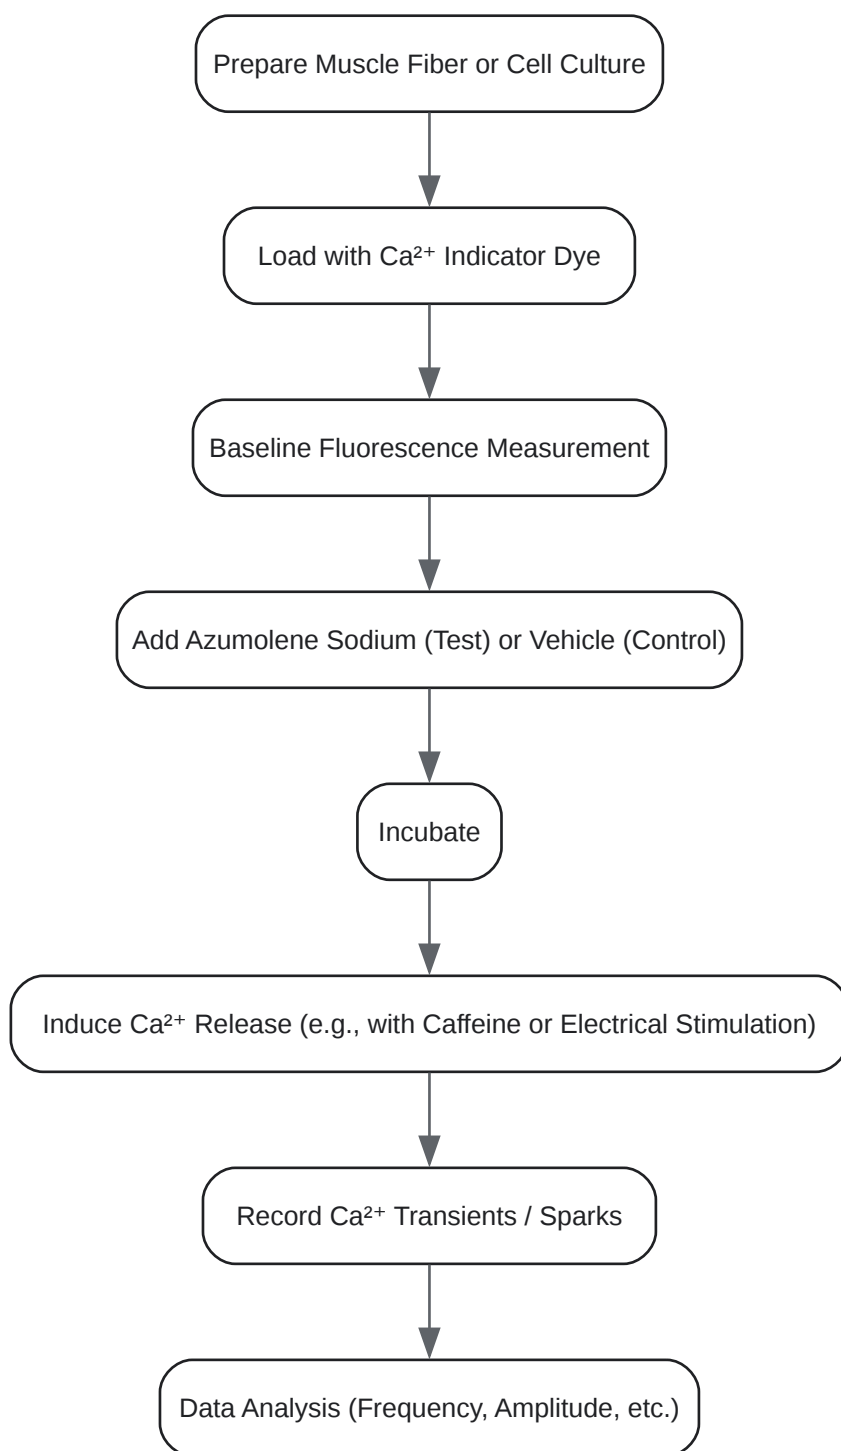 Prepare Muscle Fiber or Cell Culture
Load with Ca²⁺ Indicator Dye
Baseline Fluorescence Measurement
Add Azumolene Sodium (Test) or Vehicle (Control)
Incubate
Induce Ca²⁺ Release (e.g., with Caffeine or Electrical Stimulation)
Record Ca²⁺ Transients / Sparks
Data Analysis (Frequency, Amplitude, etc.)